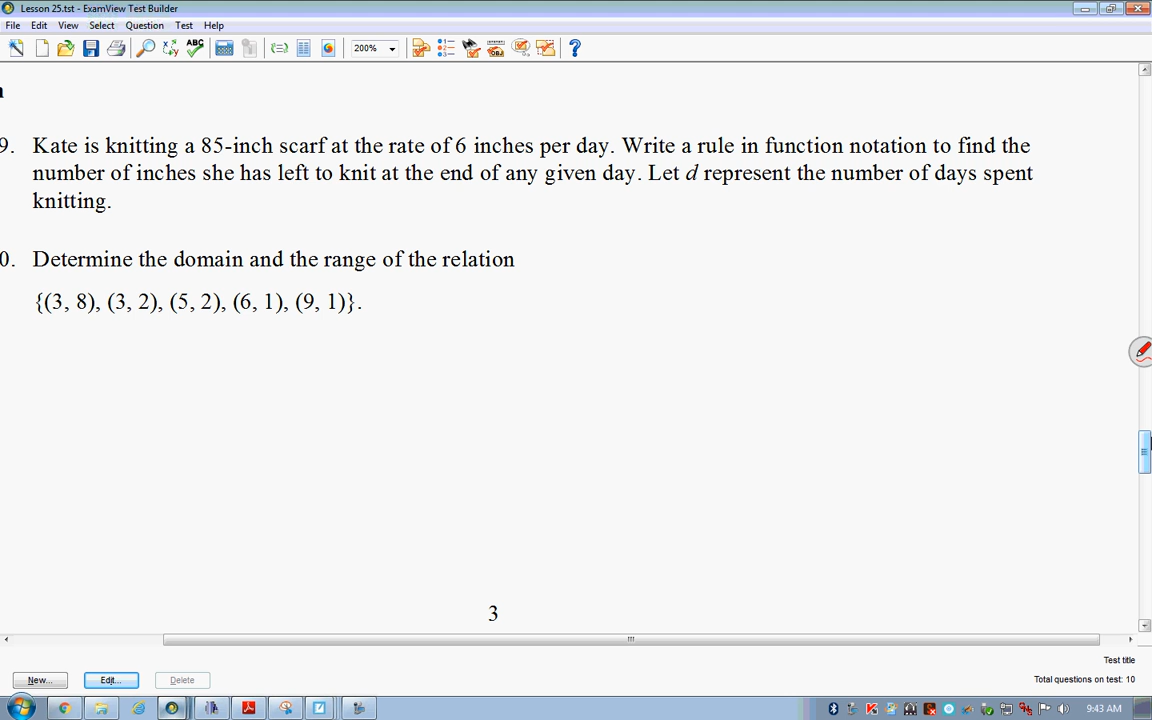 Lesson 25.tst - ExamView Test Builder
File Edit View Select Question Test Help
ABC 200% OBJ ?
9. Kate is knitting a 85-inch scarf at the rate of 6 inches per day. Write a rule in function notation to find the
number of inches she has left to knit at the end of any given day. Let d represent the number of days spent
knitting.
0. Determine the domain and the range of the relation
{(3, 8), (3, 2), (5, 2), (6, 1), (9, 1)}.
3
Test title
New... Edit... Delete
Total questions on test: 10
9:43 AM